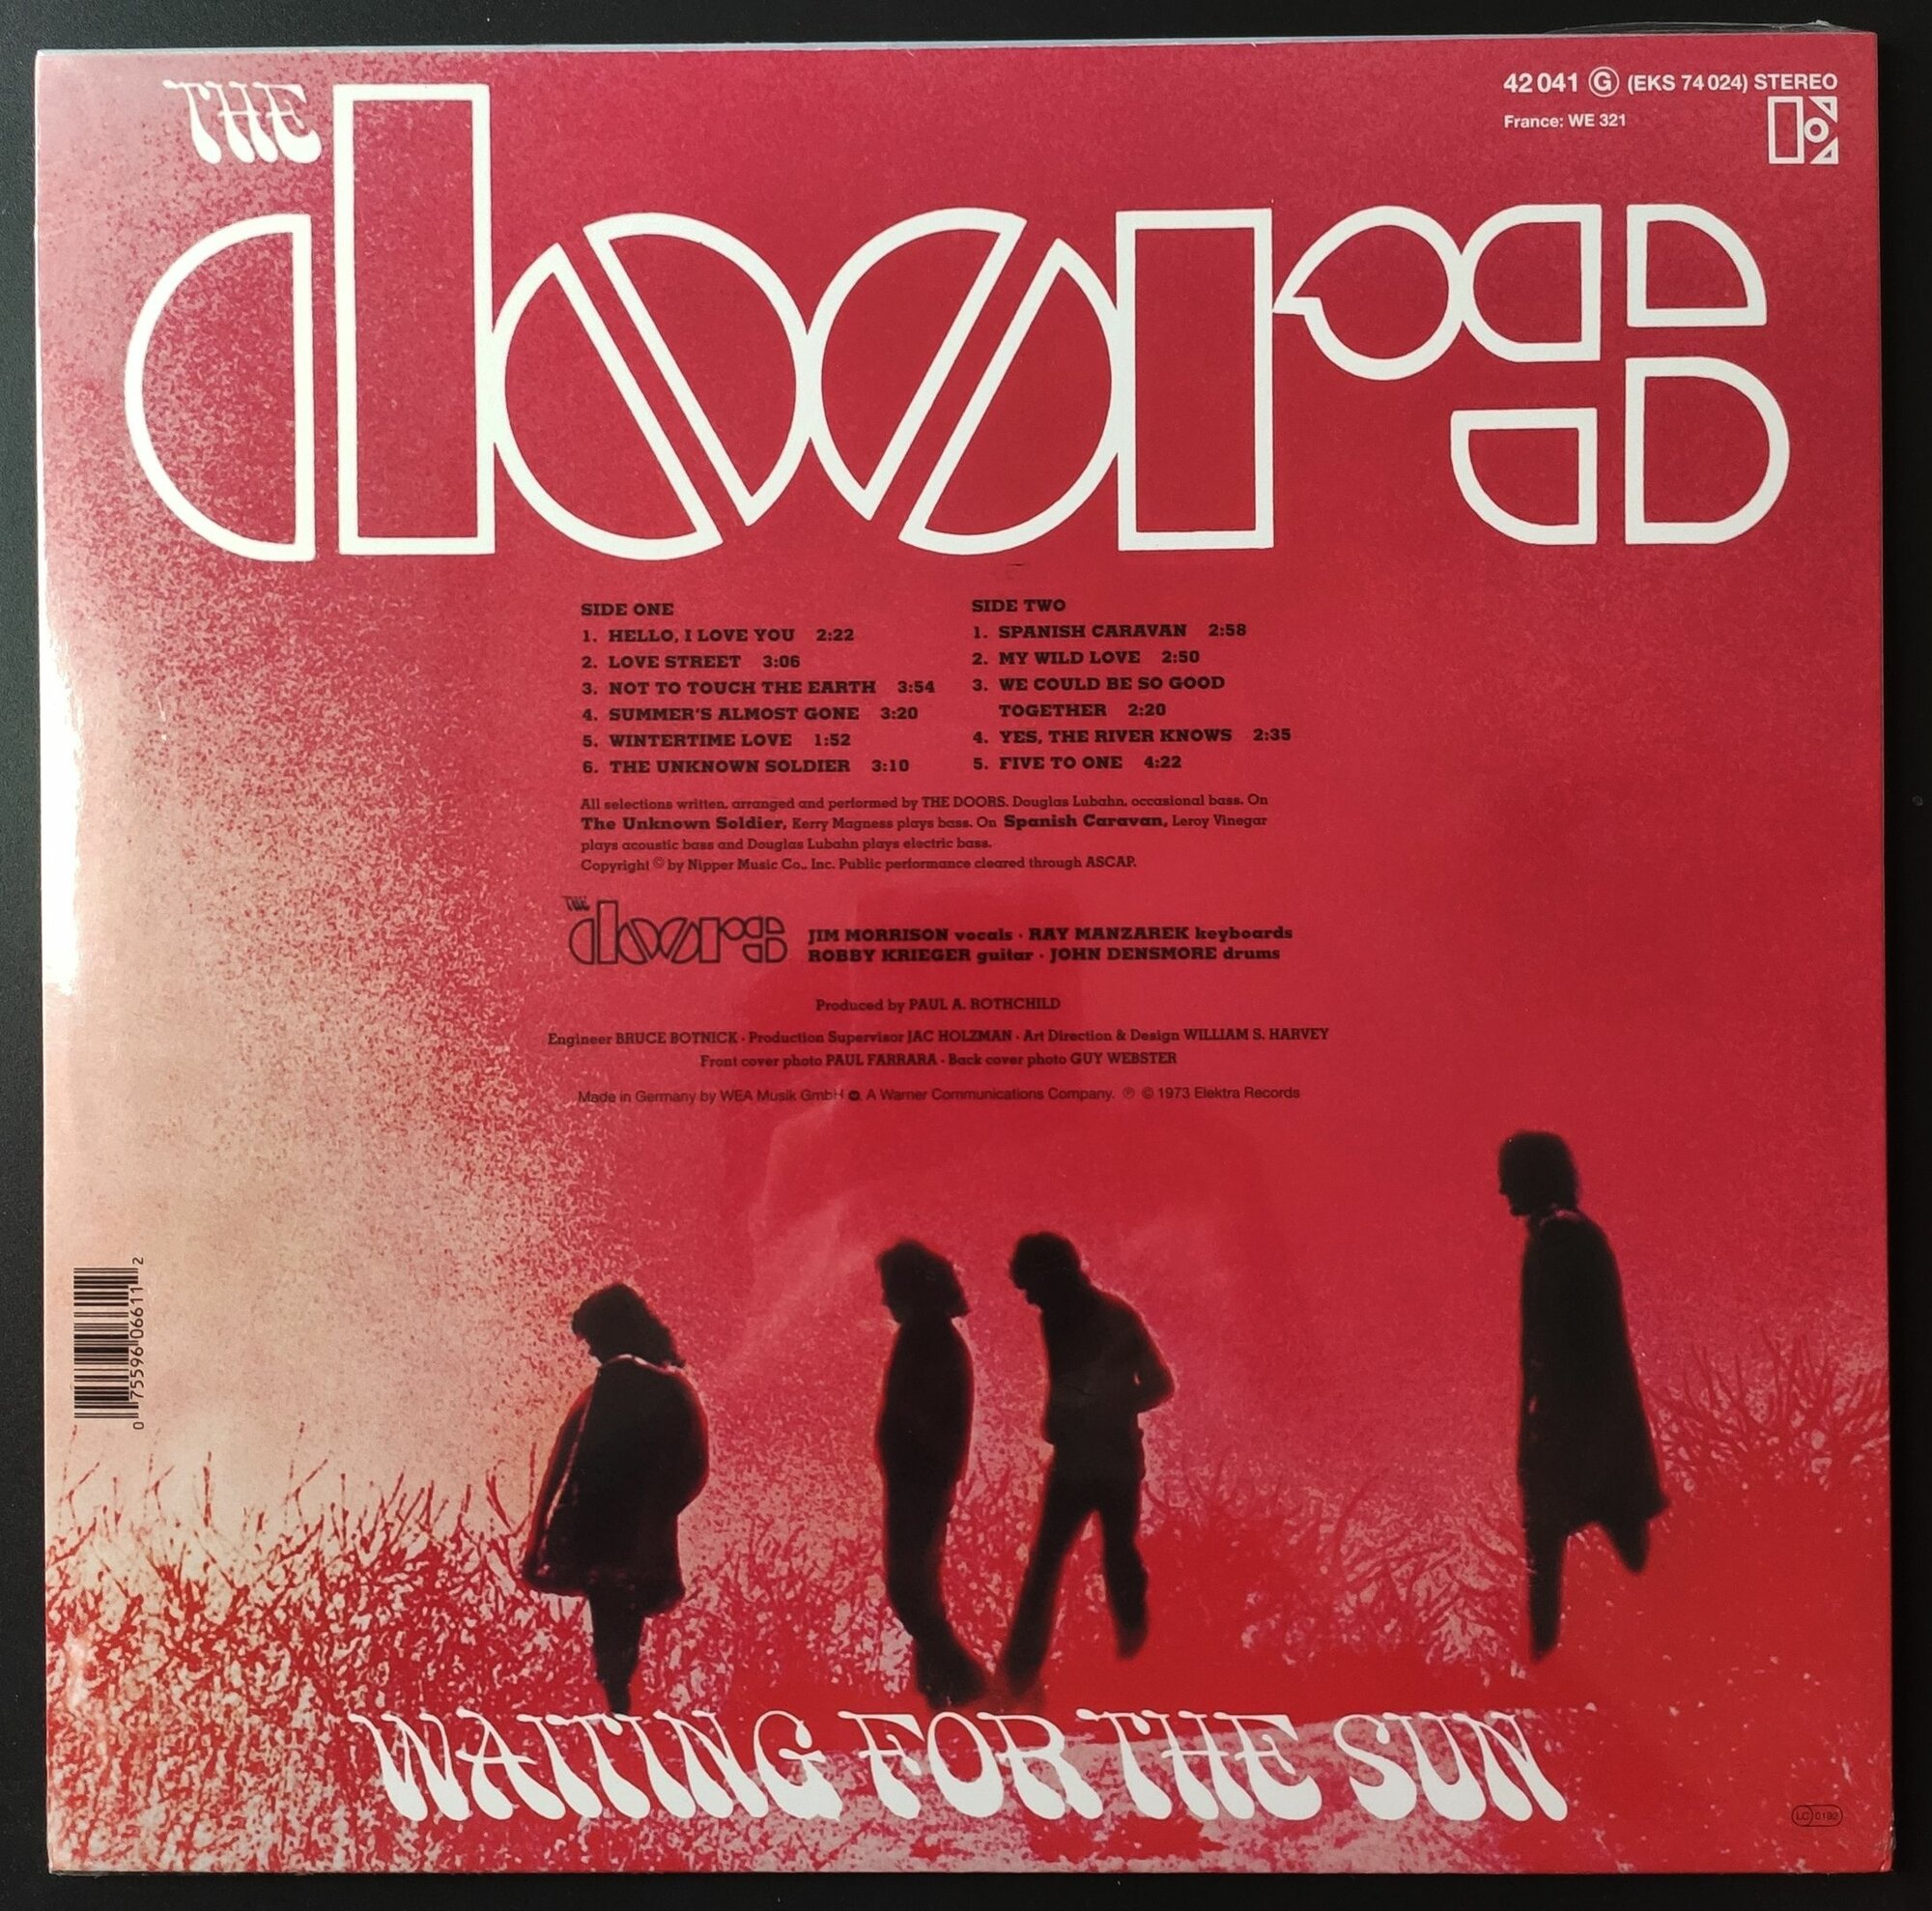 THE
doors
42 041 G (EKS 74 024) STEREO
France: WE 321
SIDE ONE
1. HELLO, I LOVE YOU 2:22
2. LOVE STREET 3:06
3. NOT TO TOUCH THE EARTH 3:54
4. SUMMER'S ALMOST GONE 3:20
5. WINTERTIME LOVE 1:52
6. THE UNKNOWN SOLDIER 3:10
SIDE TWO
1. SPANISH CARAVAN 2:58
2. MY WILD LOVE 2:50
3. WE COULD BE SO GOOD
TOGETHER 2:20
4. YES, THE RIVER KNOWS 2:35
5. FIVE TO ONE 4:22
All selections written, arranged and performed by THE DOORS. Douglas Lubahn, occasional bass. On
The Unknown Soldier, Kerry Magness plays bass. On Spanish Caravan, Leroy Vinegar
plays acoustic bass and Douglas Lubahn plays electric bass.
Copyright © by Nipper Music Co., Inc. Public performance cleared through ASCAP.
THE
doors
JIM MORRISON vocals · RAY MANZAREK keyboards
ROBBY KRIEGER guitar · JOHN DENSMORE drums
Produced by PAUL A. ROTHCHILD
Engineer BRUCE BOTNICK · Production Supervisor JAC HOLZMAN · Art Direction & Design WILLIAM S. HARVEY
Front cover photo PAUL FARRARA · Back cover photo GUY WEBSTER
Made in Germany by WEA Musik GmbH A Warner Communications Company. ℗ © 1973 Elektra Records
0 75596 06611 2
WAITING FOR THE SUN
LC 0192